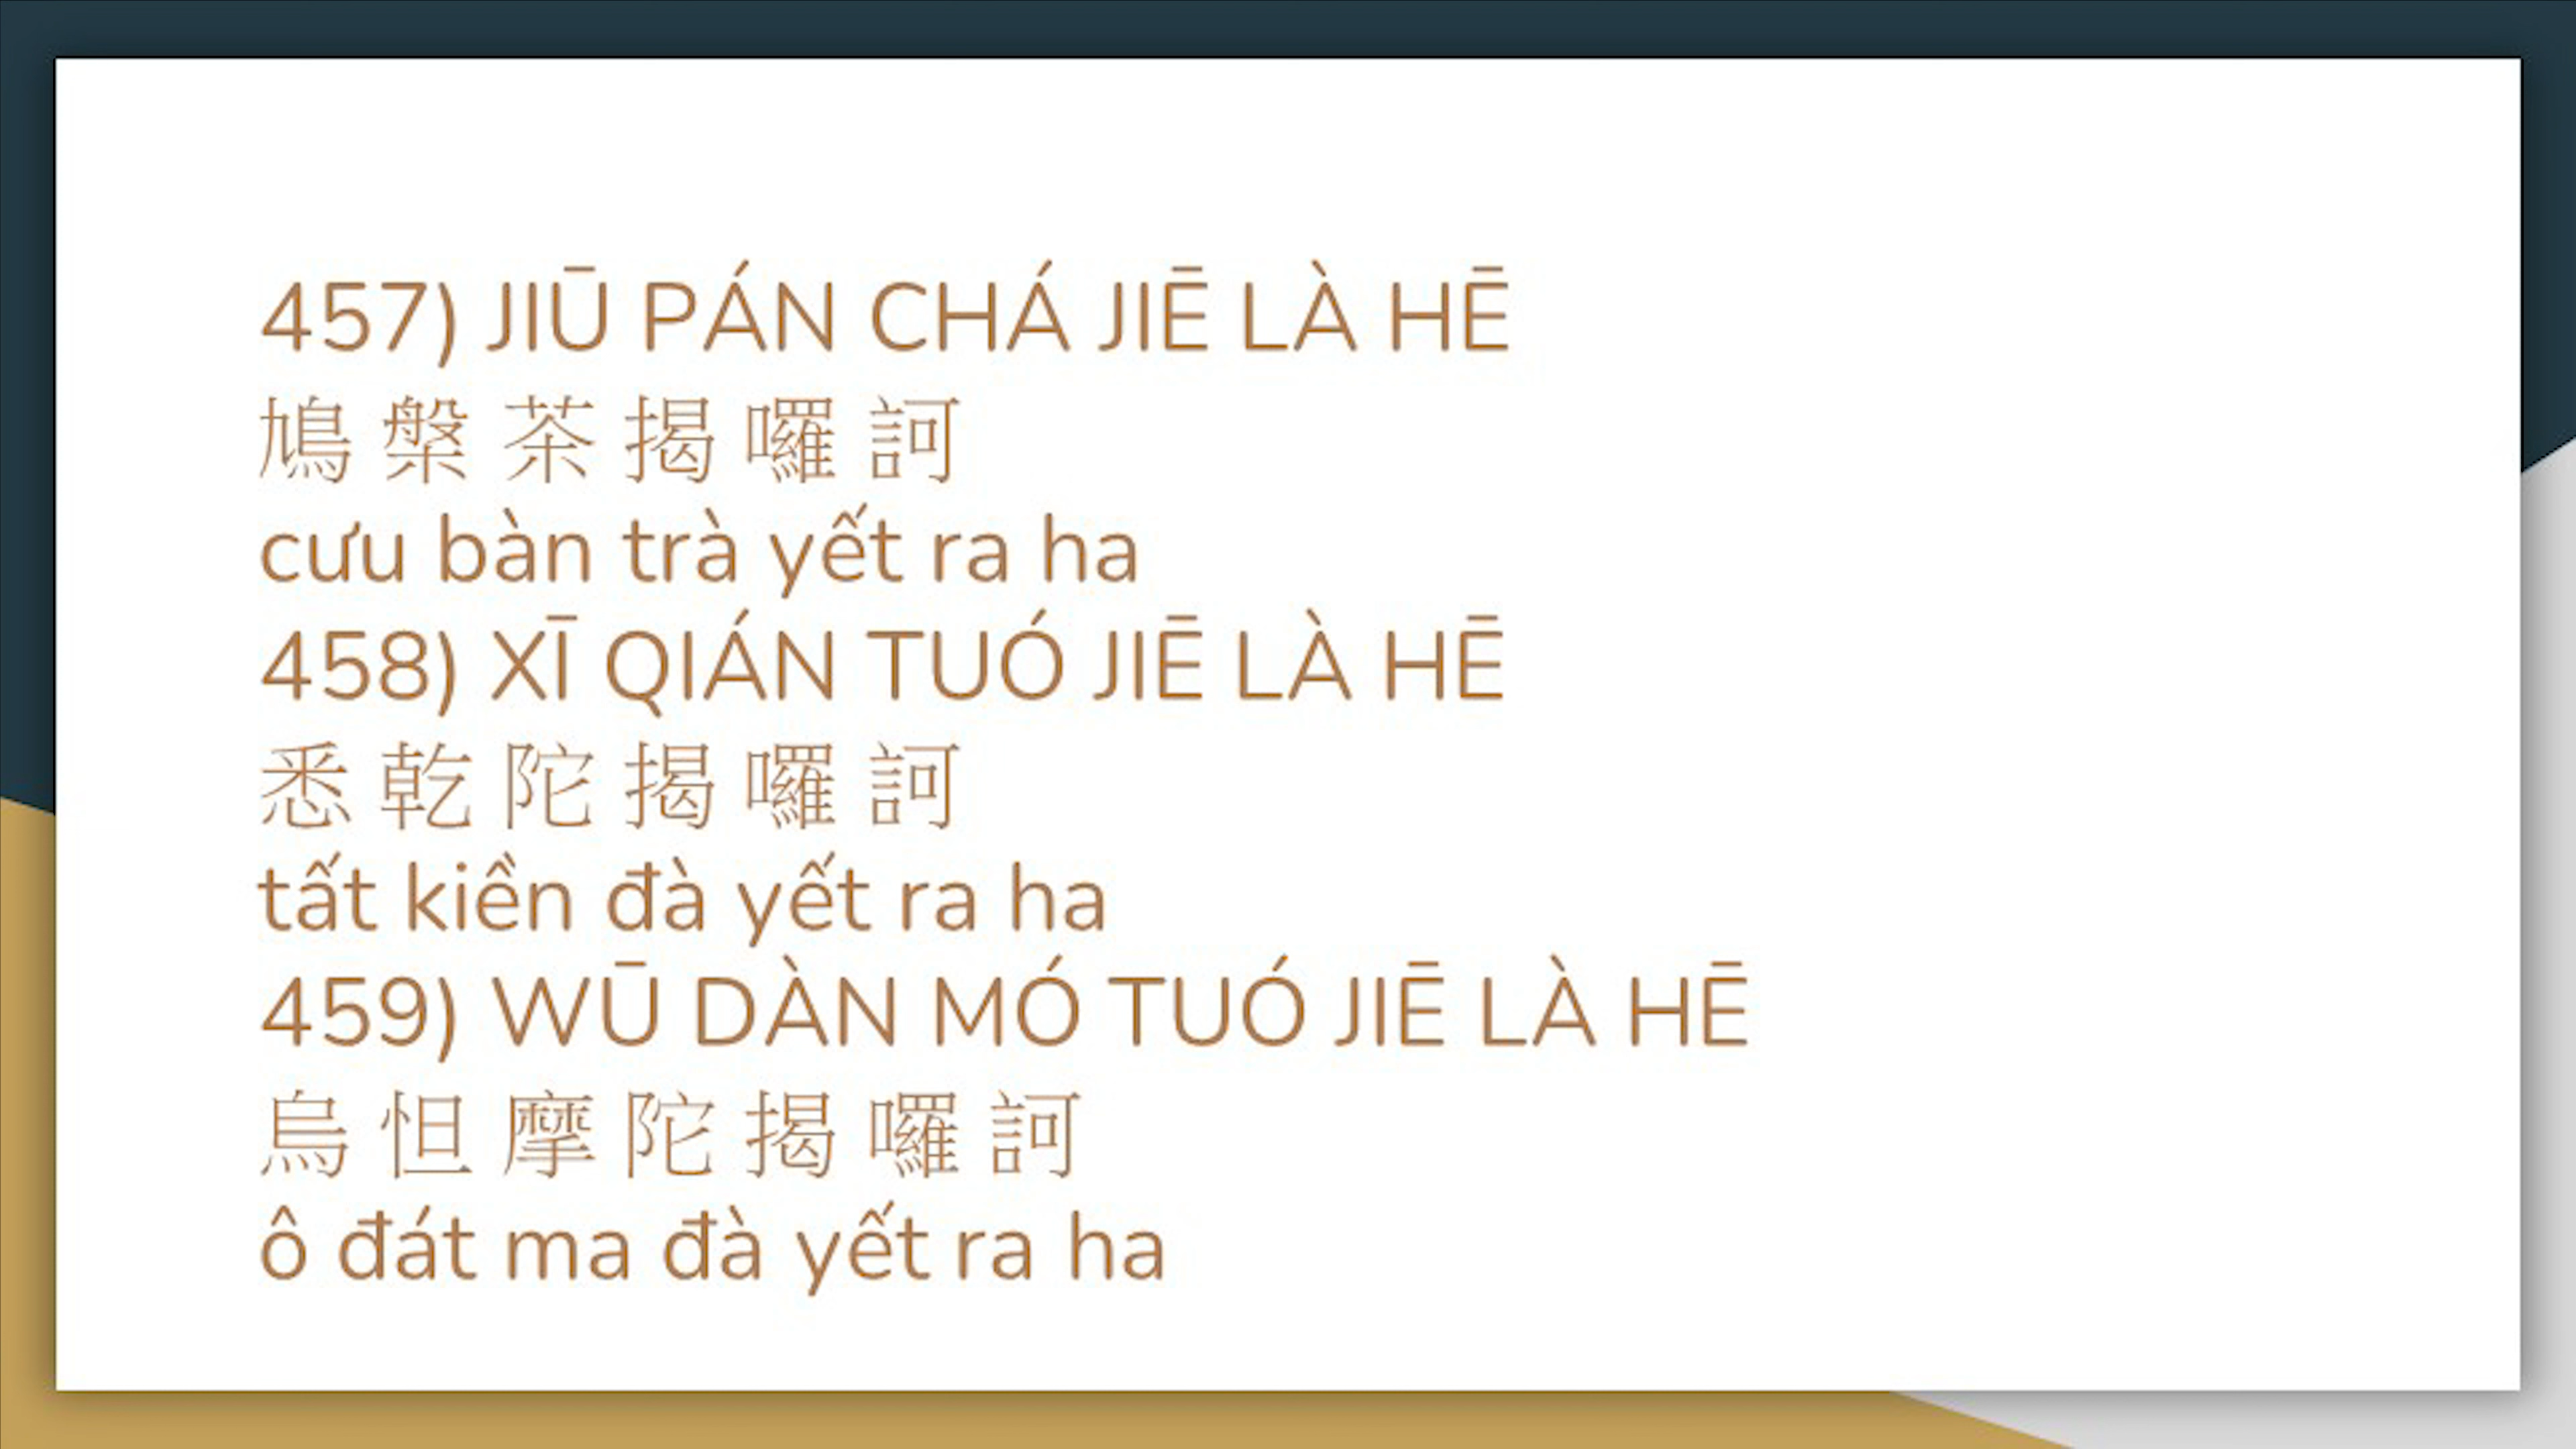 457) JIŪ PÁN CHÁ JIĒ LÀ HĒ
鳩 槃 茶 揭 囉 訶
cưu bàn trà yết ra ha
458) XĪ QIÁN TUÓ JIĒ LÀ HĒ
悉 乾 陀 揭 囉 訶
tất kiền đà yết ra ha
459) WŪ DÀN MÓ TUÓ JIĒ LÀ HĒ
烏 怛 摩 陀 揭 囉 訶
ô đát ma đà yết ra ha